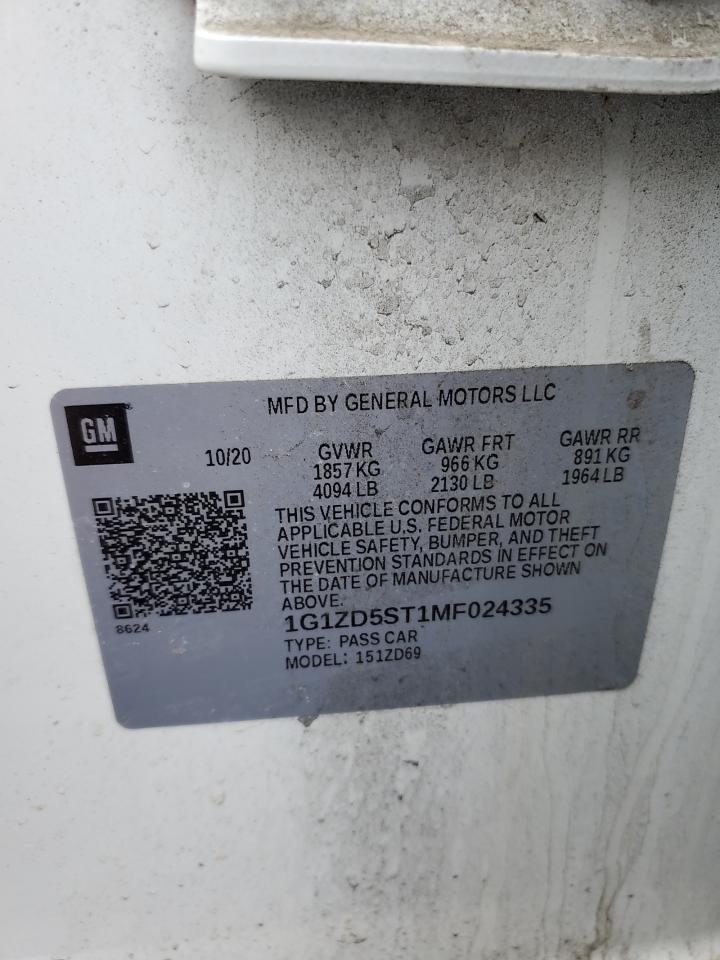 MFD BY GENERAL MOTORS LLC
GM
10/20
GVWR GAWR FRT GAWR RR
1857 KG 966 KG 891 KG
4094 LB 2130 LB 1964 LB
THIS VEHICLE CONFORMS TO ALL
APPLICABLE U.S. FEDERAL MOTOR
VEHICLE SAFETY, BUMPER, AND THEFT
PREVENTION STANDARDS IN EFFECT ON
THE DATE OF MANUFACTURE SHOWN
ABOVE.
1G1ZD5ST1MF024335
TYPE: PASS CAR
MODEL: 151ZD69
8624